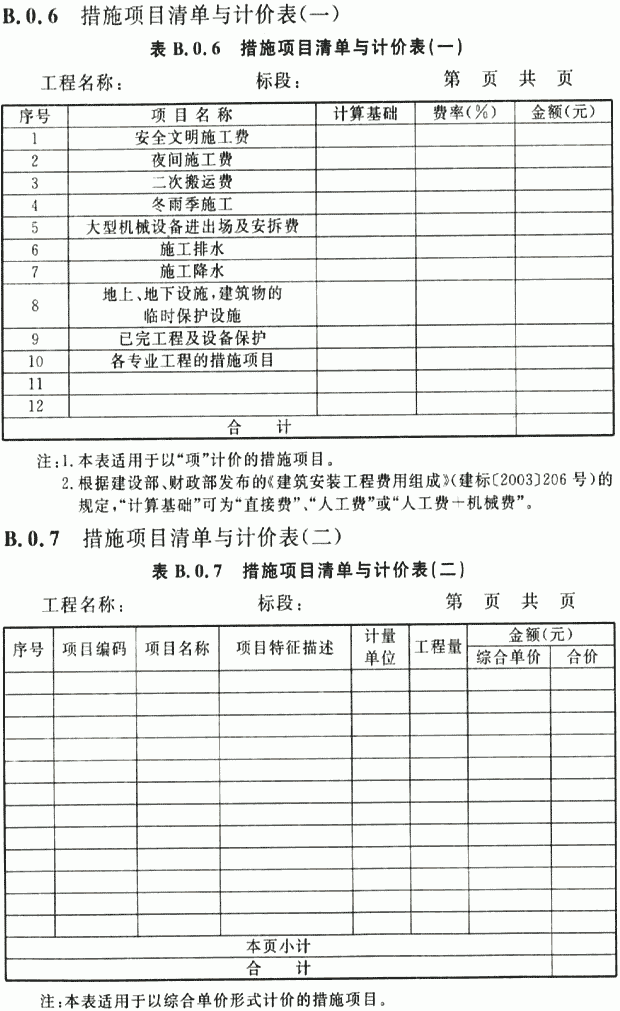 B.0.6 措施项目清单与计价表(一)
表 B.0.6 措施项目清单与计价表(一)
工程名称： 标段： 第 页 共 页
序号 项目名称 计算基础 费率(%) 金额(元)
1 安全文明施工费
2 夜间施工费
3 二次搬运费
4 冬雨季施工
5 大型机械设备进出场及安拆费
6 施工排水
7 施工降水
8 地上、地下设施,建筑物的
临时保护设施
9 已完工程及设备保护
10 各专业工程的措施项目
11
12
合 计
注:1.本表适用于以“项”计价的措施项目。
2.根据建设部、财政部发布的《建筑安装工程费用组成》(建标〔2003〕206 号)的
规定,“计算基础”可为“直接费”、“人工费”或“人工费+机械费”。
B.0.7 措施项目清单与计价表(二)
表 B.0.7 措施项目清单与计价表(二)
工程名称： 标段： 第 页 共 页
序号 项目编码 项目名称 项目特征描述 计量
单位 工程量 金额(元)
综合单价 合价
本页小计
合 计
注:本表适用于以综合单价形式计价的措施项目。